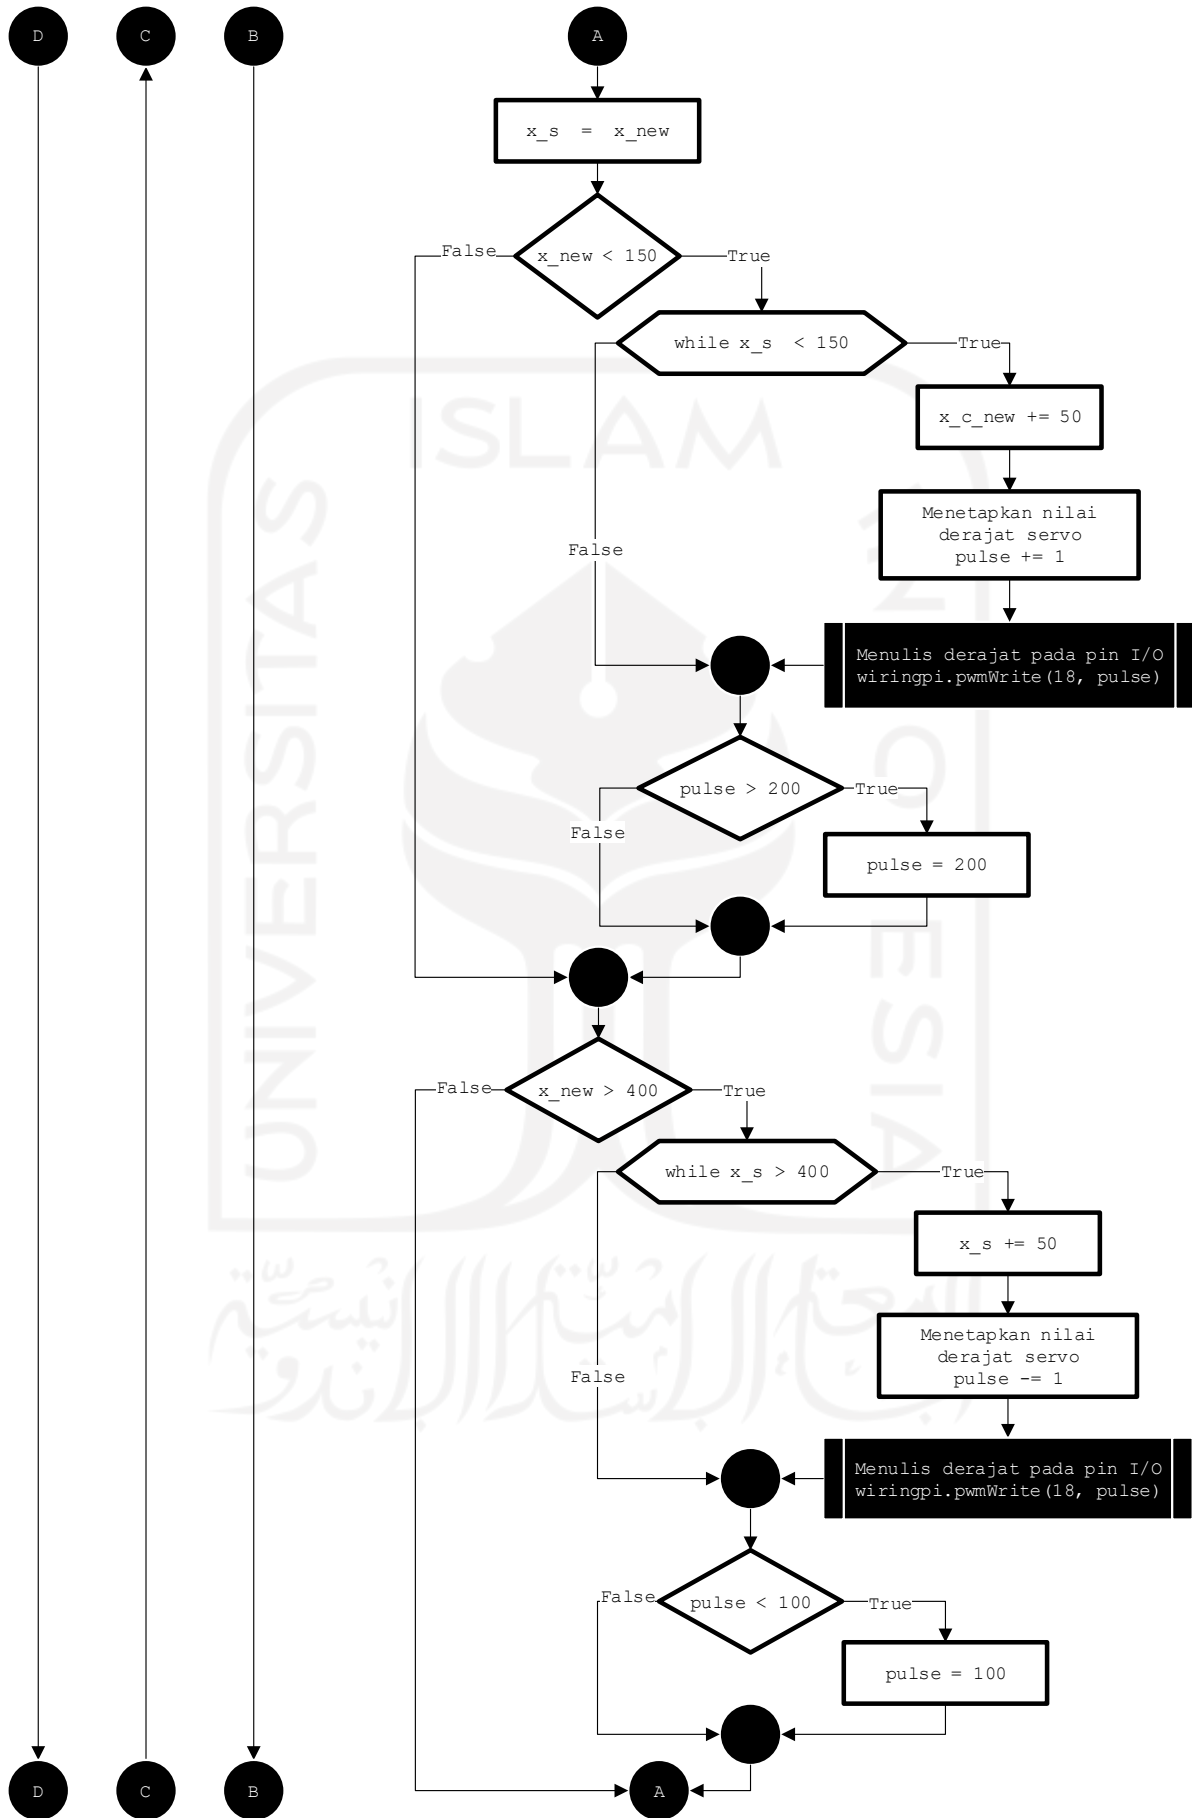 D
C
B
A
x_s = x_new
x_new < 150
False
True
while x_s < 150
True
x_c_new += 50
Menetapkan nilai
derajat servo
pulse += 1
False
Menulis derajat pada pin I/O
wiringpi.pwmWrite(18, pulse)
pulse > 200
True
False
pulse = 200
x_new > 400
False
True
while x_s > 400
True
x_s += 50
Menetapkan nilai
derajat servo
pulse -= 1
False
Menulis derajat pada pin I/O
wiringpi.pwmWrite(18, pulse)
pulse < 100
False
True
pulse = 100
D
C
B
A
ISLAM
UNIVERSITAS
INDONESIA